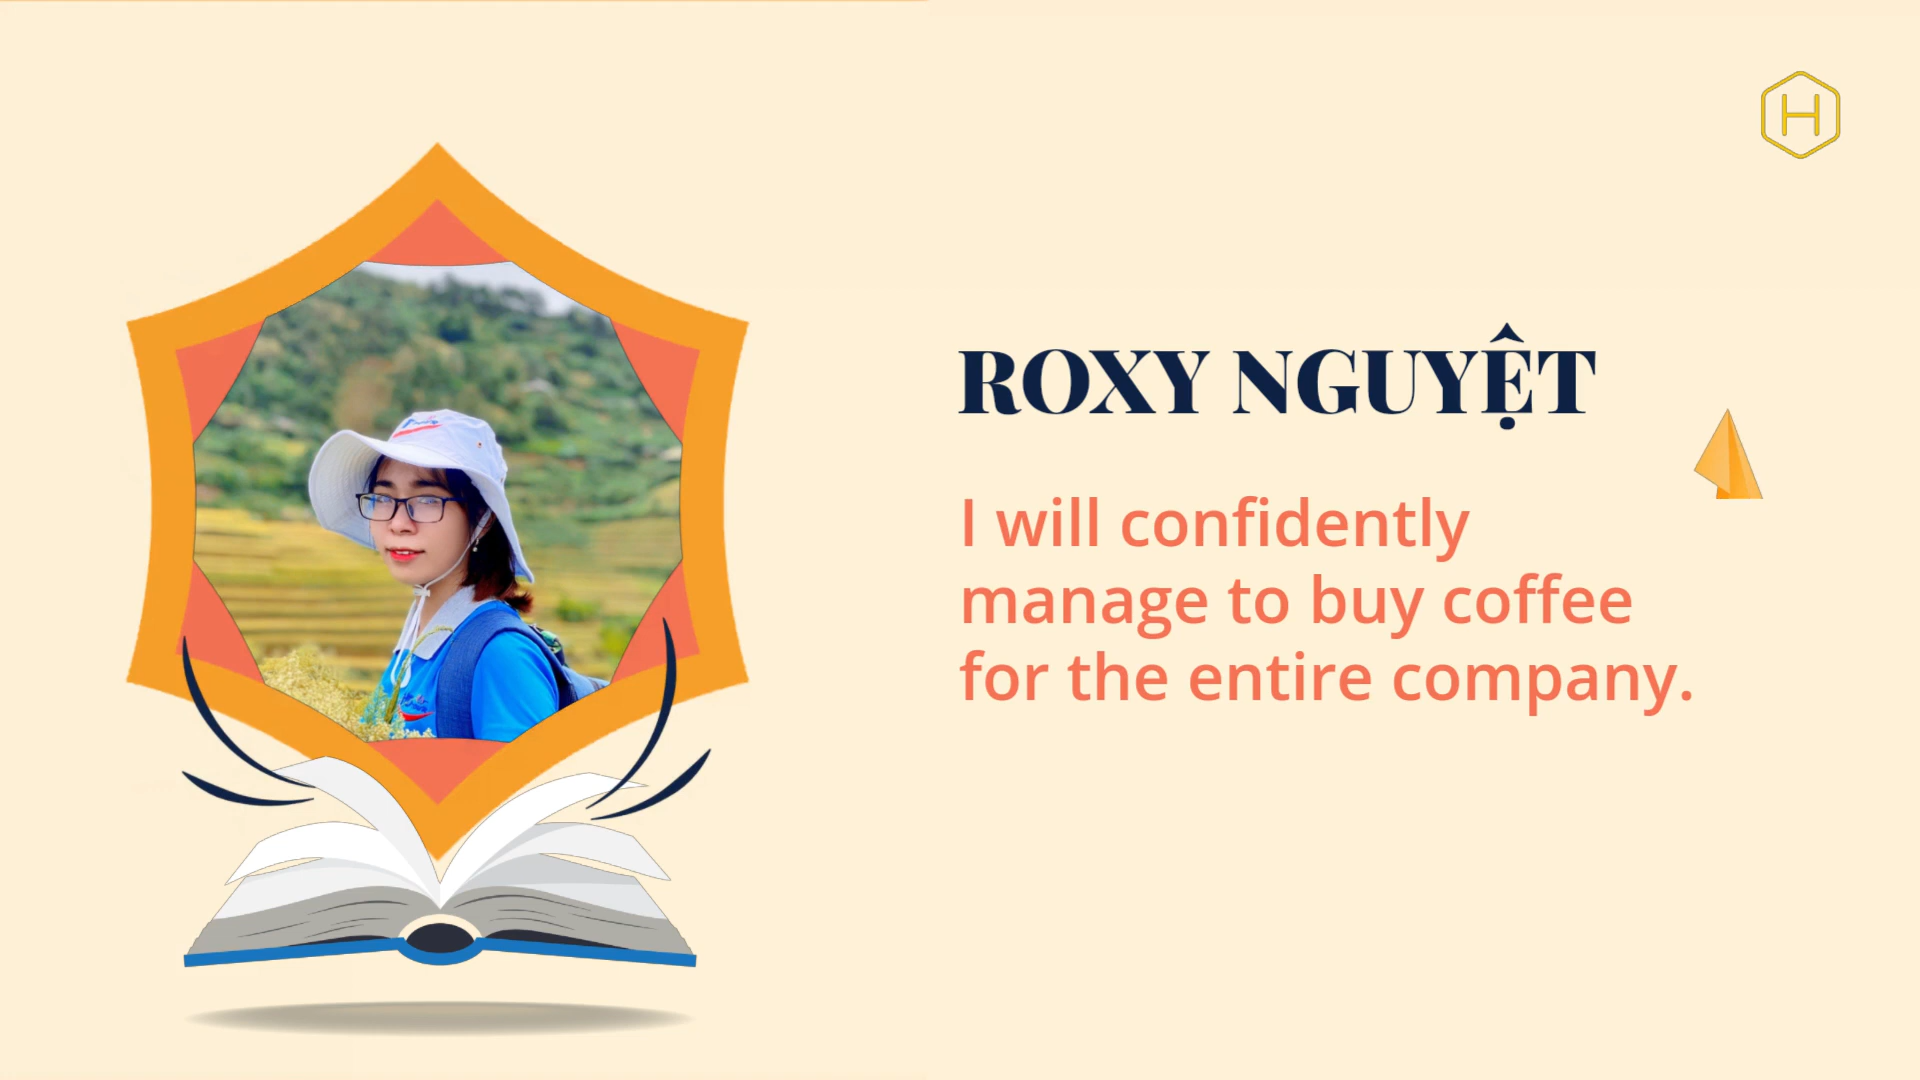 H
ROXY NGUYỆT
I will confidently
manage to buy coffee
for the entire company.